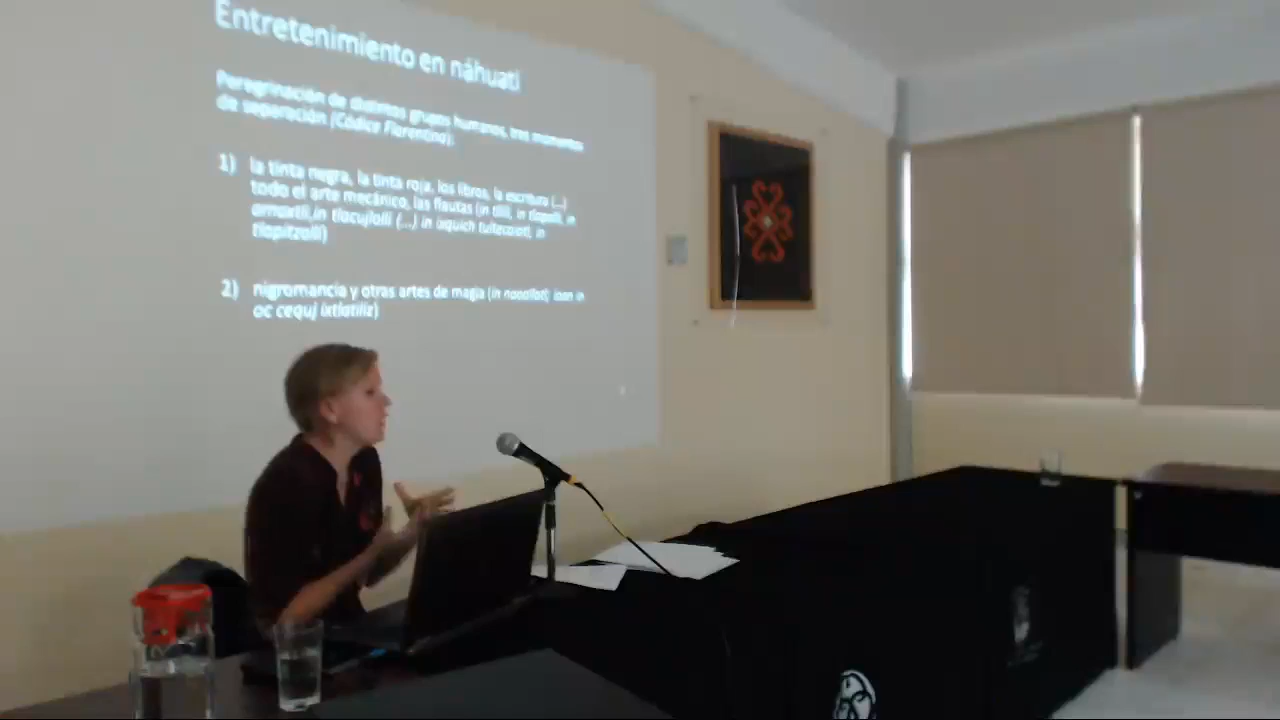 Entretenimiento en náhuatl
Peregrinación de distintos grupos humanos, tres momentos
de separación (Códice Florentino).
1) la tinta negra, la tinta roja, los libros, la escritura (...)
todo el arte mecánico, las flautas (in tlilli, in tlapalli, in
amoxtli, in tlacujlolli (...) in ixquich tultecaiotl, in
tlapitzalli)
2) nigromancia y otras artes de magia (in naoallotl; ioan in
oc cequj ixtlatiliz)